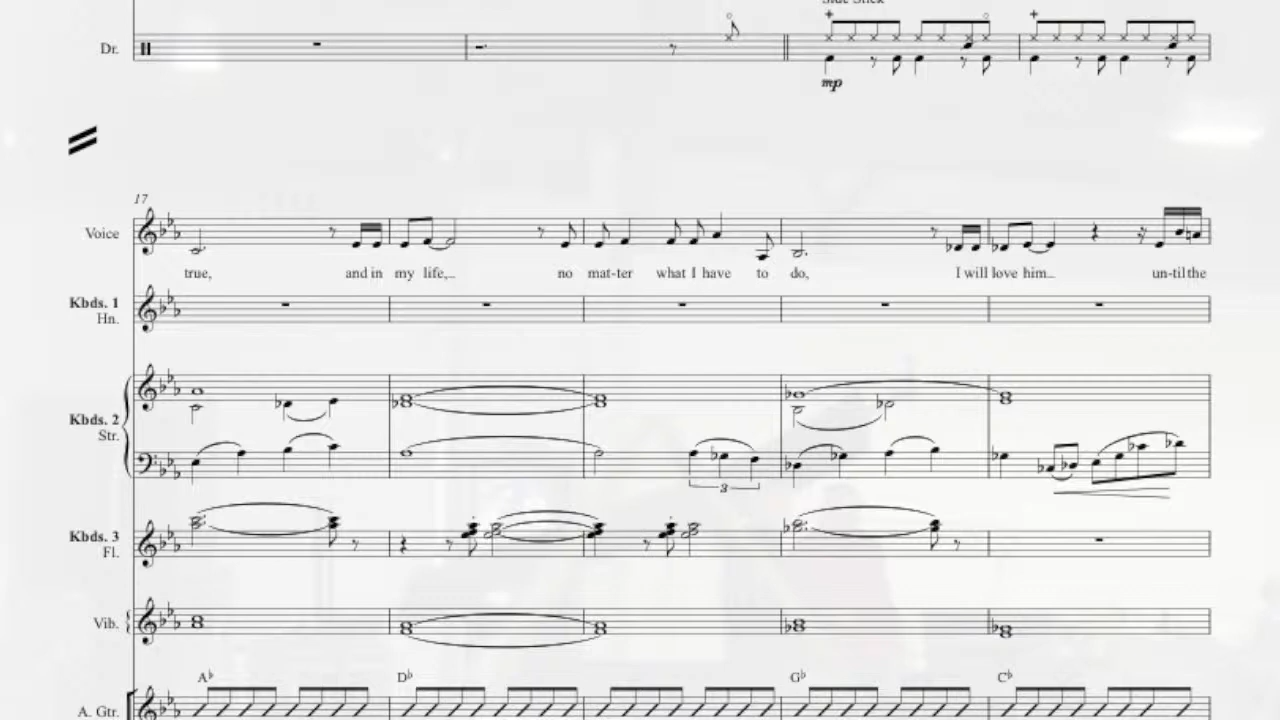 Side Stick
Dr.
mp
17
Voice
true, and in my life, no mat-ter what I have to do, I will love him un-til the
Kbds. 1
Hn.
Kbds. 2
Str.
3
Kbds. 3
Fl.
Vib.
A♭ D♭ G♭ C♭
A. Gtr.